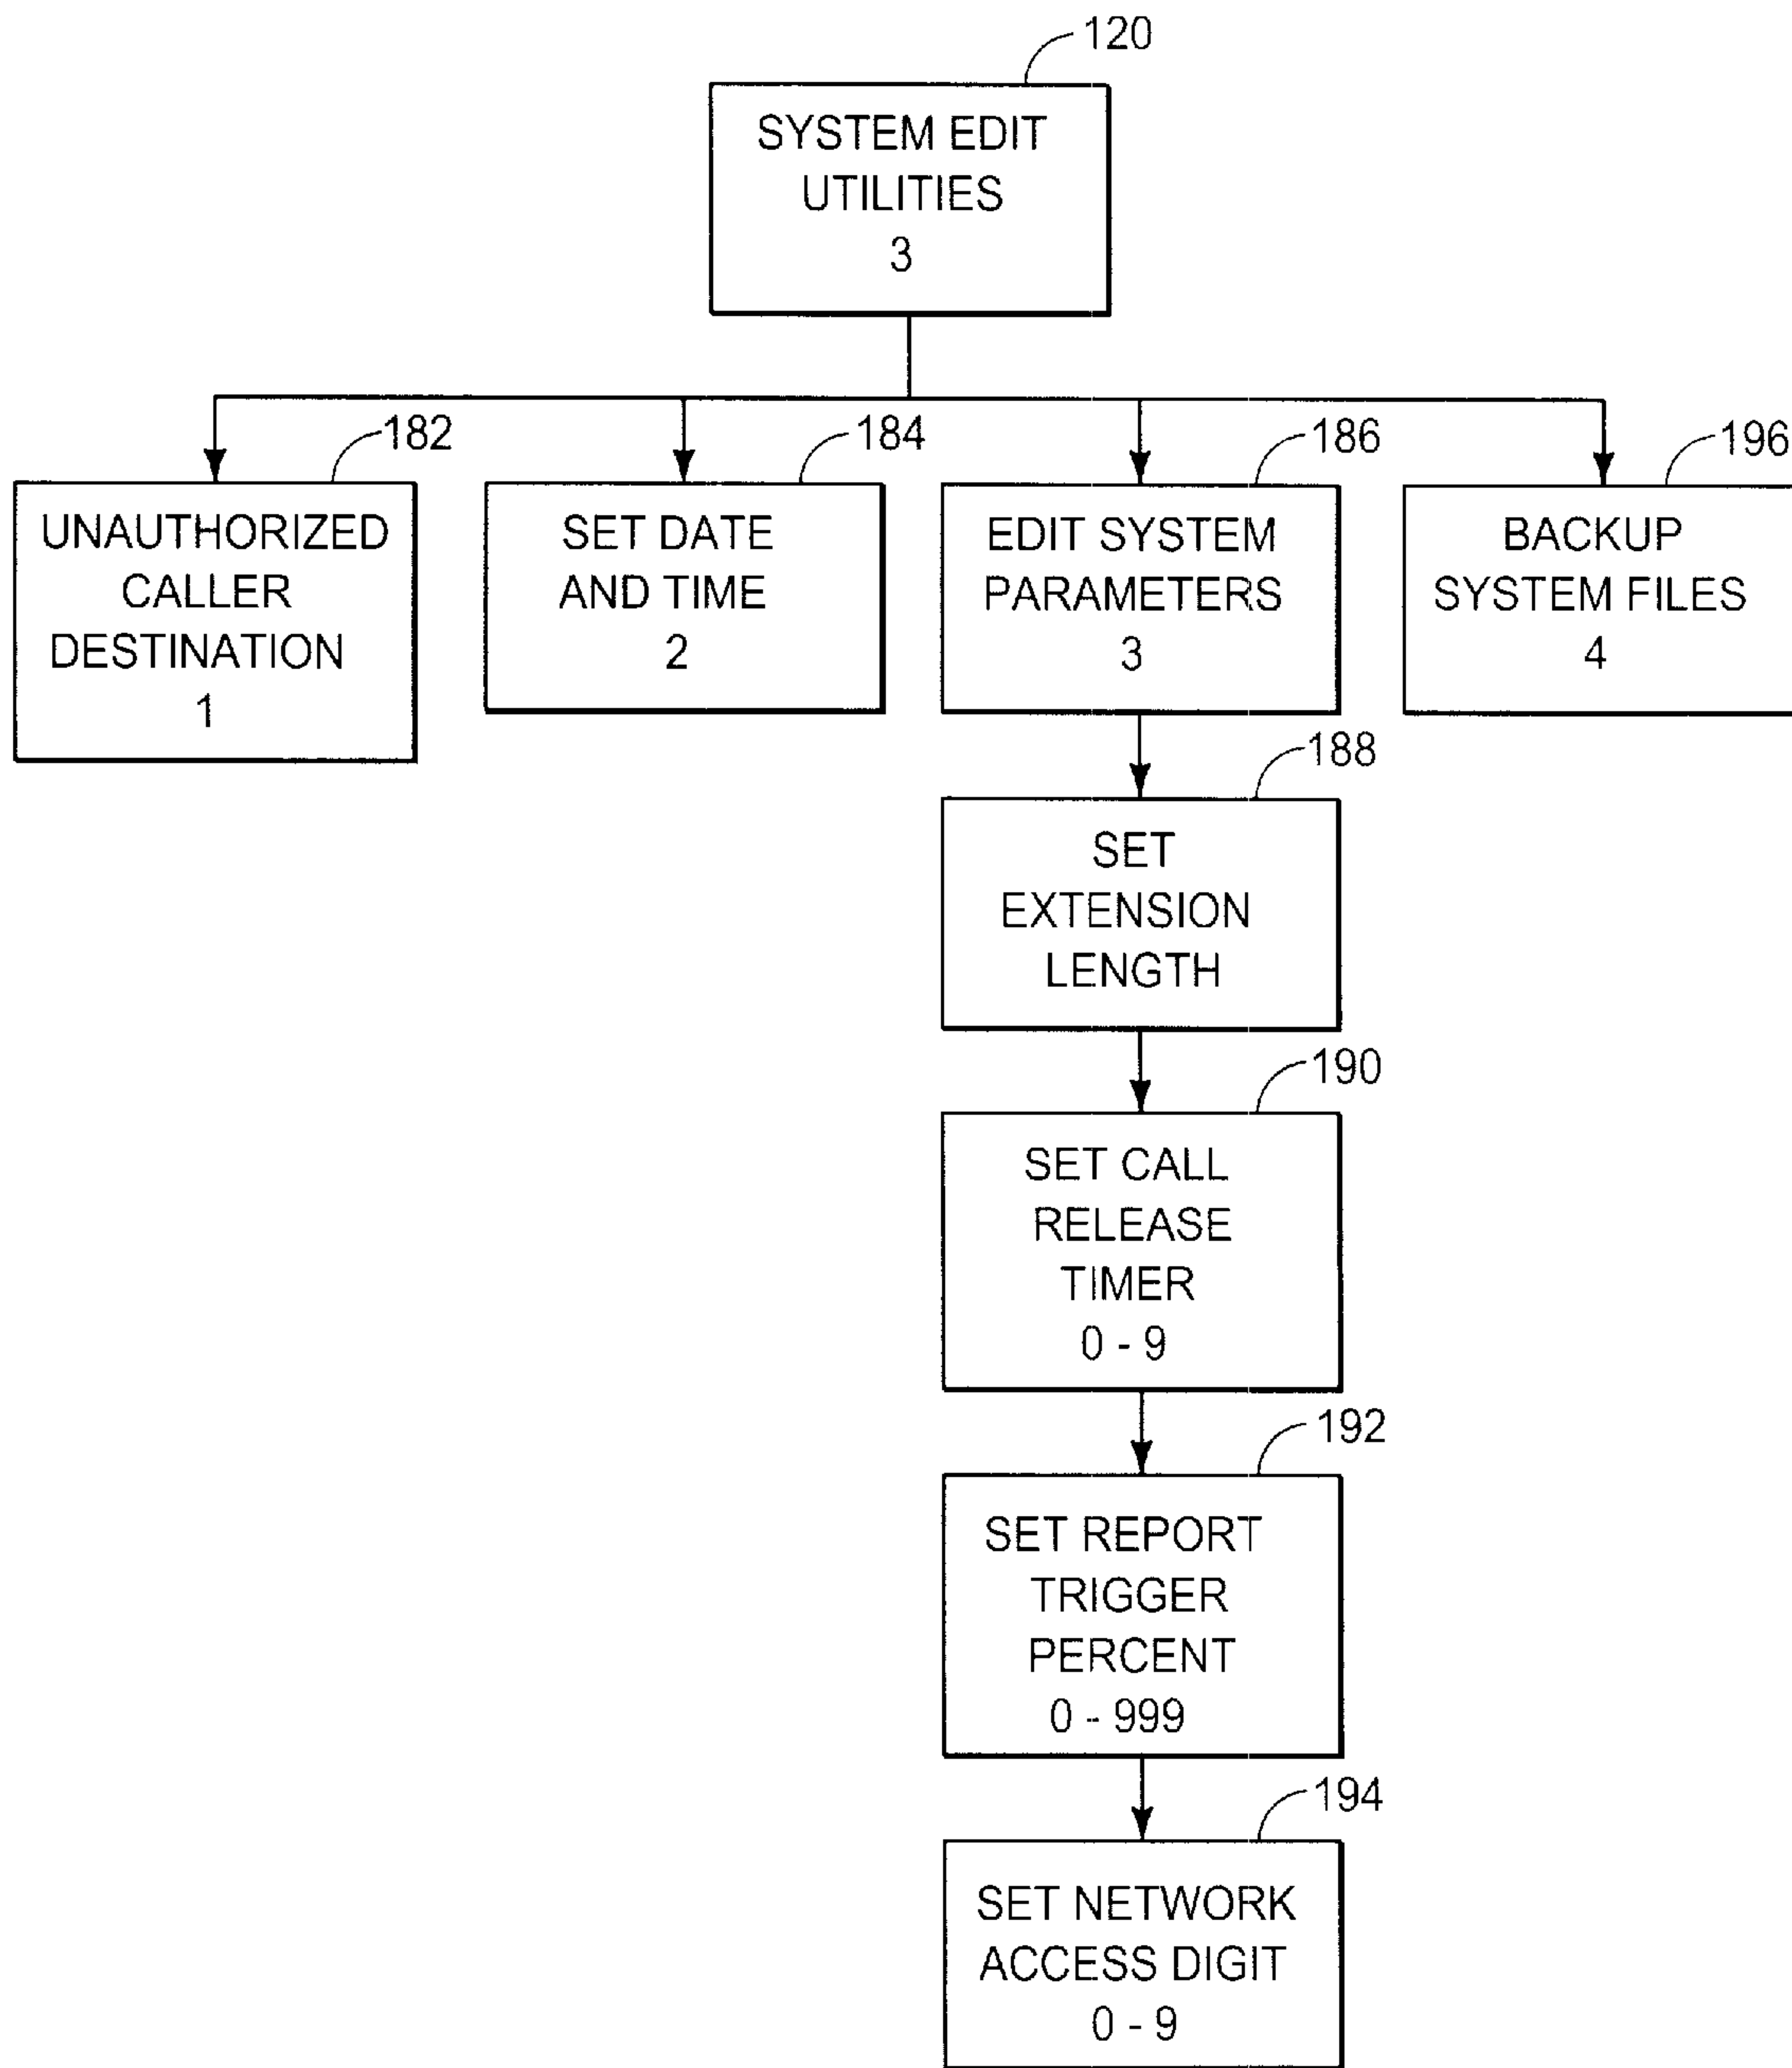 120
SYSTEM EDIT
UTILITIES
3
182
184
186
196
UNAUTHORIZED
CALLER
DESTINATION
1
SET DATE
AND TIME
2
EDIT SYSTEM
PARAMETERS
3
BACKUP
SYSTEM FILES
4
188
SET
EXTENSION
LENGTH
190
SET CALL
RELEASE
TIMER
0 - 9
192
SET REPORT
TRIGGER
PERCENT
0 - 999
194
SET NETWORK
ACCESS DIGIT
0 - 9